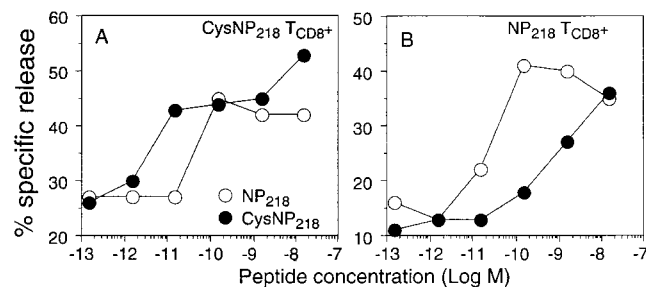 A
CysNP218 TCD8+
B
NP218 TCD8+
% specific release
60
50
40
30
20
50
40
30
20
10
NP218
CysNP218
-13 -12 -11 -10 -9 -8 -7
-13 -12 -11 -10 -9 -8 -7
Peptide concentration (Log M)